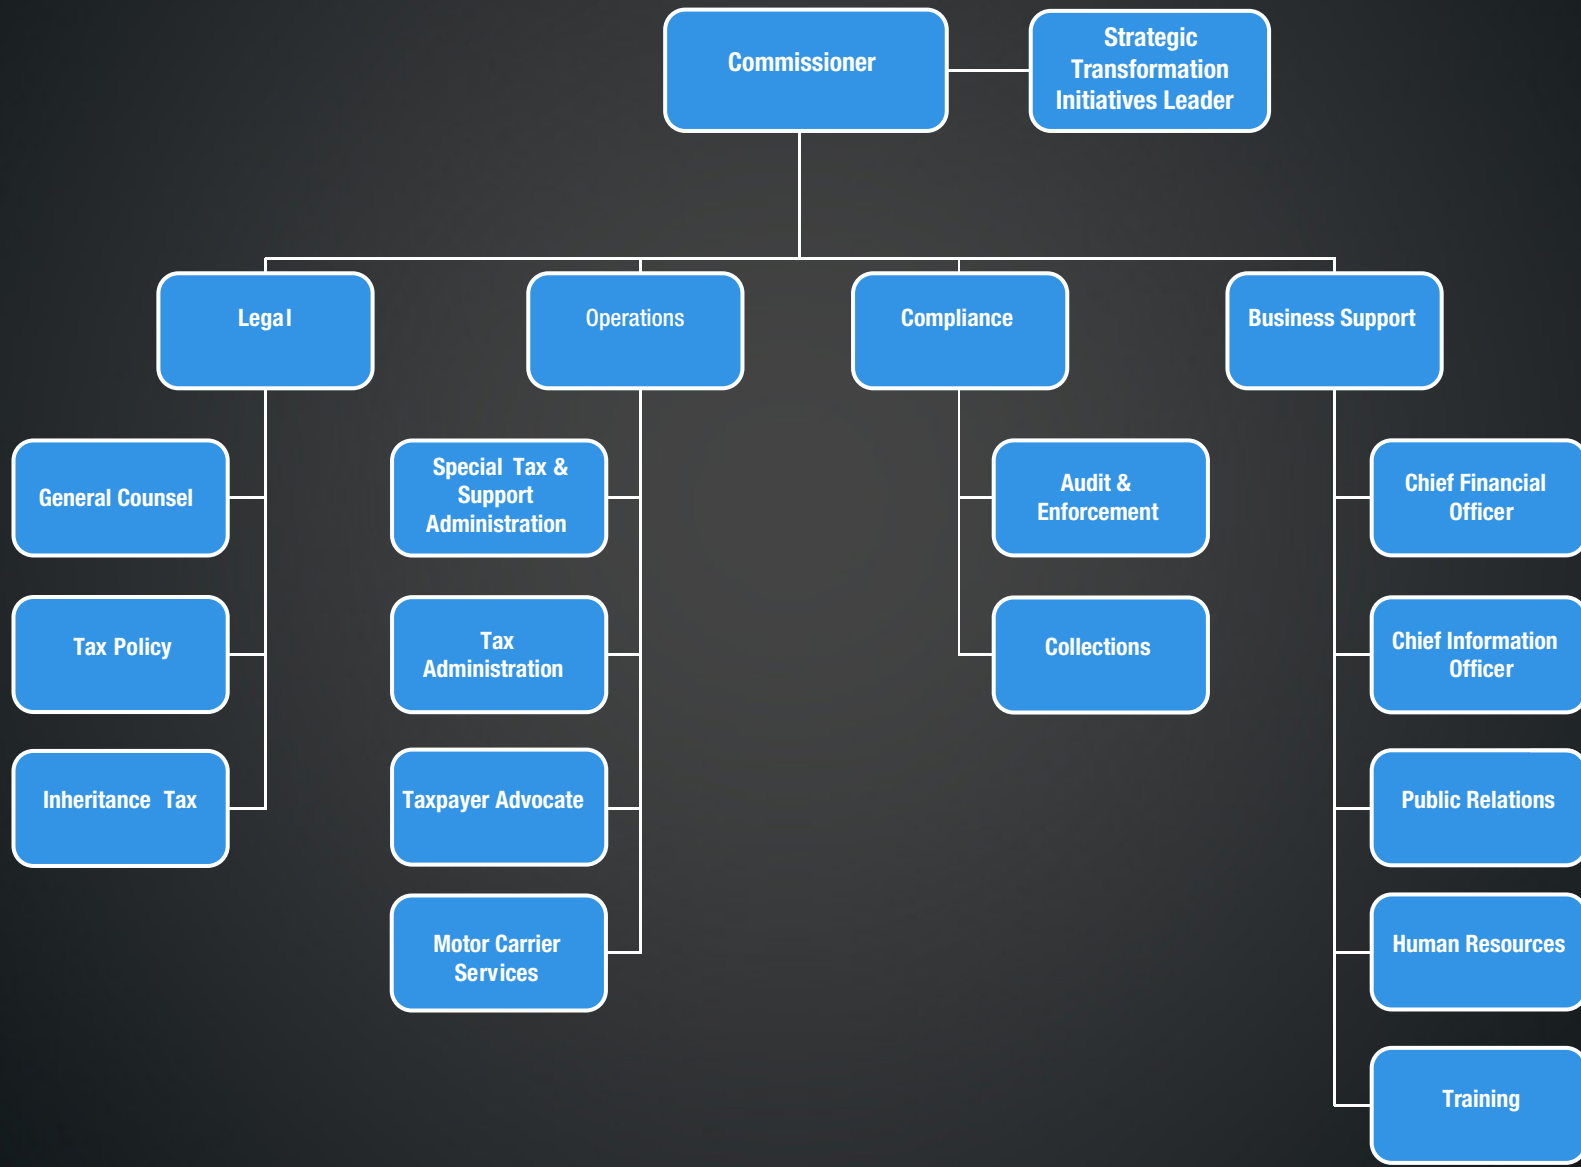 Commissioner
Strategic
Transformation
Initiatives Leader
Legal
Operations
Compliance
Business Support
General Counsel
Tax Policy
Inheritance Tax
Special Tax &
Support
Administration
Tax
Administration
Taxpayer Advocate
Motor Carrier
Services
Audit &
Enforcement
Collections
Chief Financial
Officer
Chief Information
Officer
Public Relations
Human Resources
Training